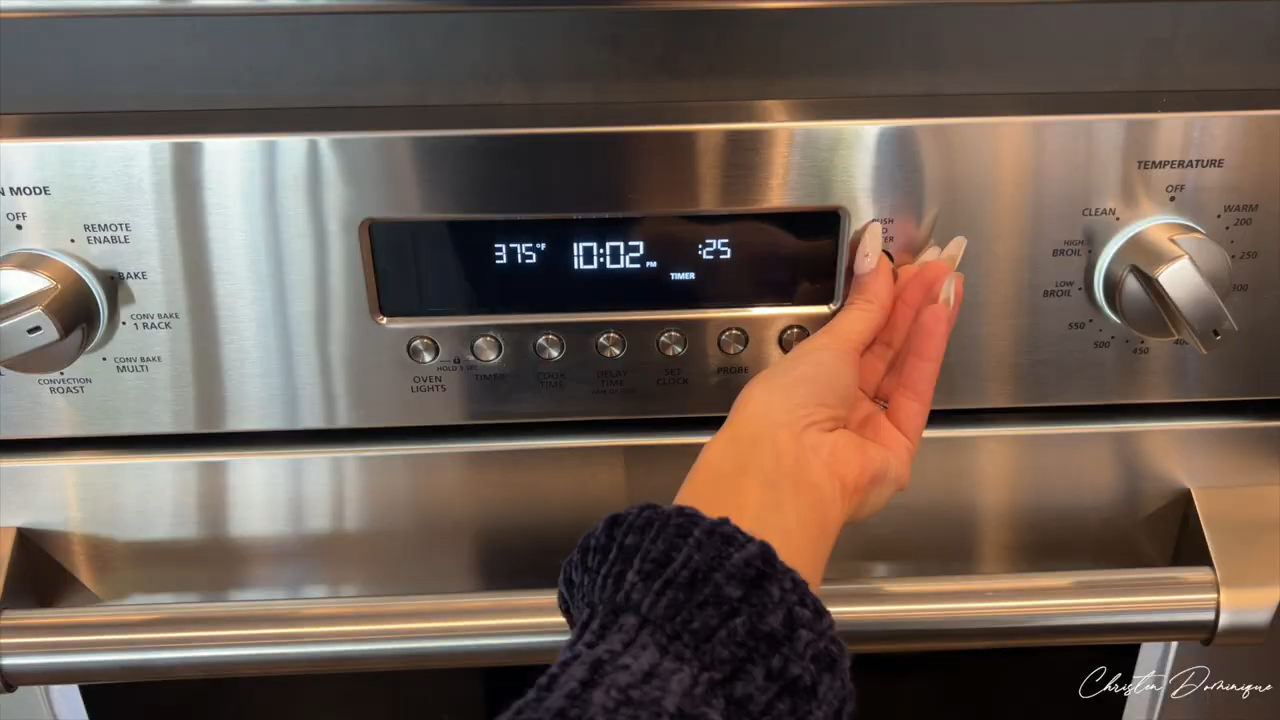 N MODE
OFF
REMOTE
ENABLE
BAKE
CONV BAKE
1 RACK
CONV BAKE
MULTI
CONVECTION
ROAST
375°F 10:02 PM :25
TIMER
HOLD 3 SEC
OVEN
LIGHTS
TIMER
COOK
TIME
DELAY
TIME
SET
CLOCK
PROBE
TEMPERATURE
OFF
CLEAN
WARM
200
HIGH
BROIL
250
LOW
BROIL
300
550
500
450
Christen Dominique